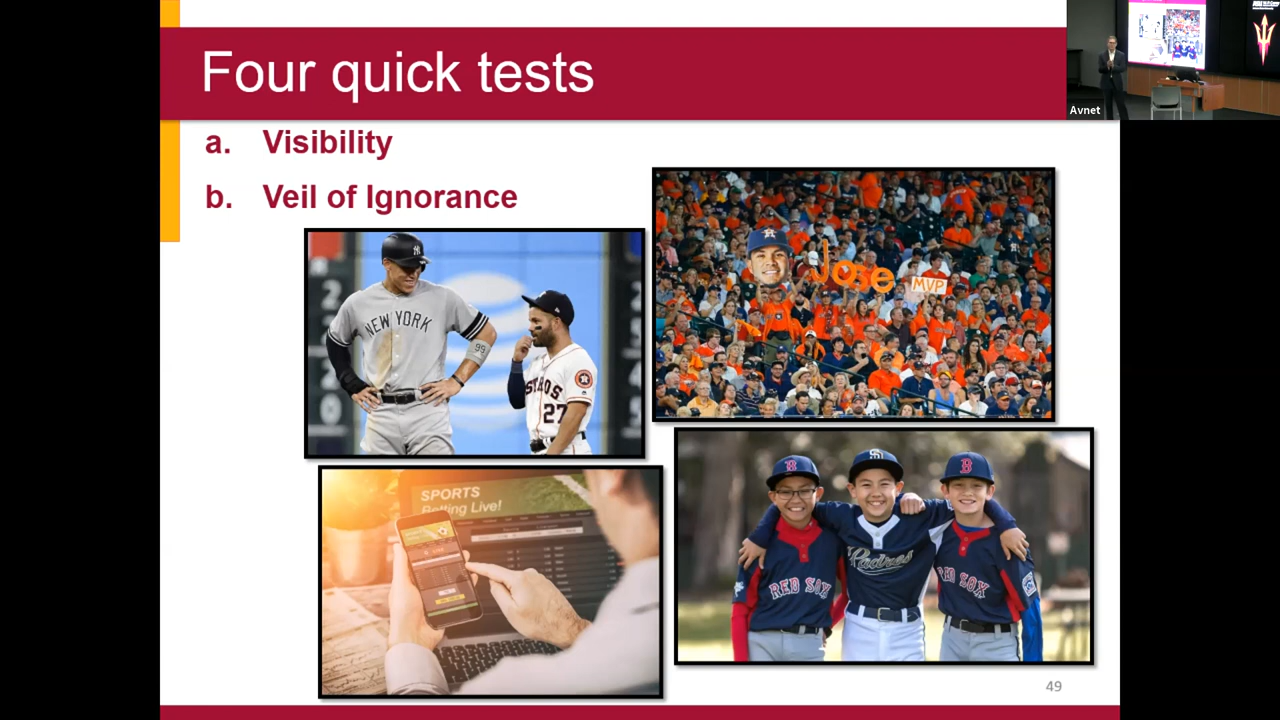 Four quick tests
a. Visibility
b. Veil of Ignorance
Avnet
NEW YORK
99
ASTROS
27
Jose
MVP
SPORTS
Betting Live!
RED SOX
Padres
RED SOX
49